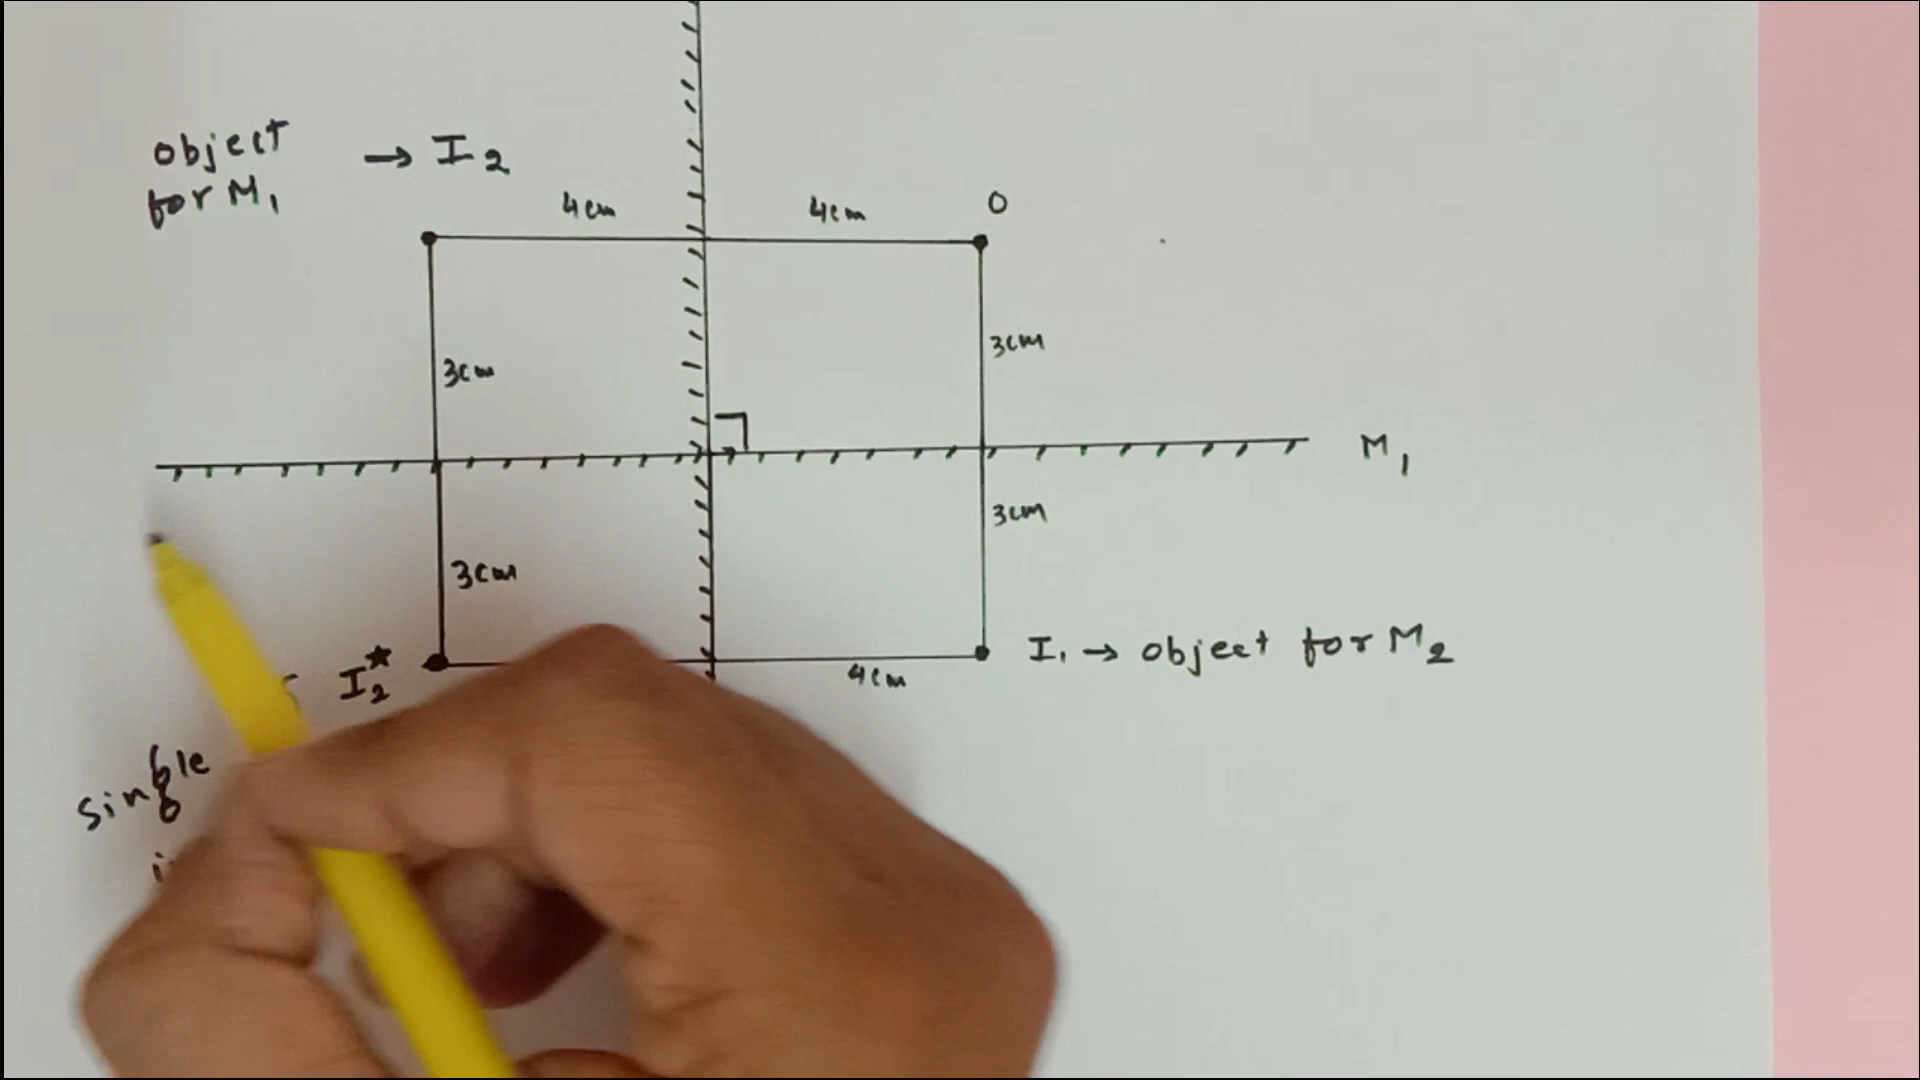 object
for M₁
→ I₂
4cm
4cm
O
3cm
3cm
M₁
3cm
3cm
I₁ → object for M₂
I₂*
4cm
single